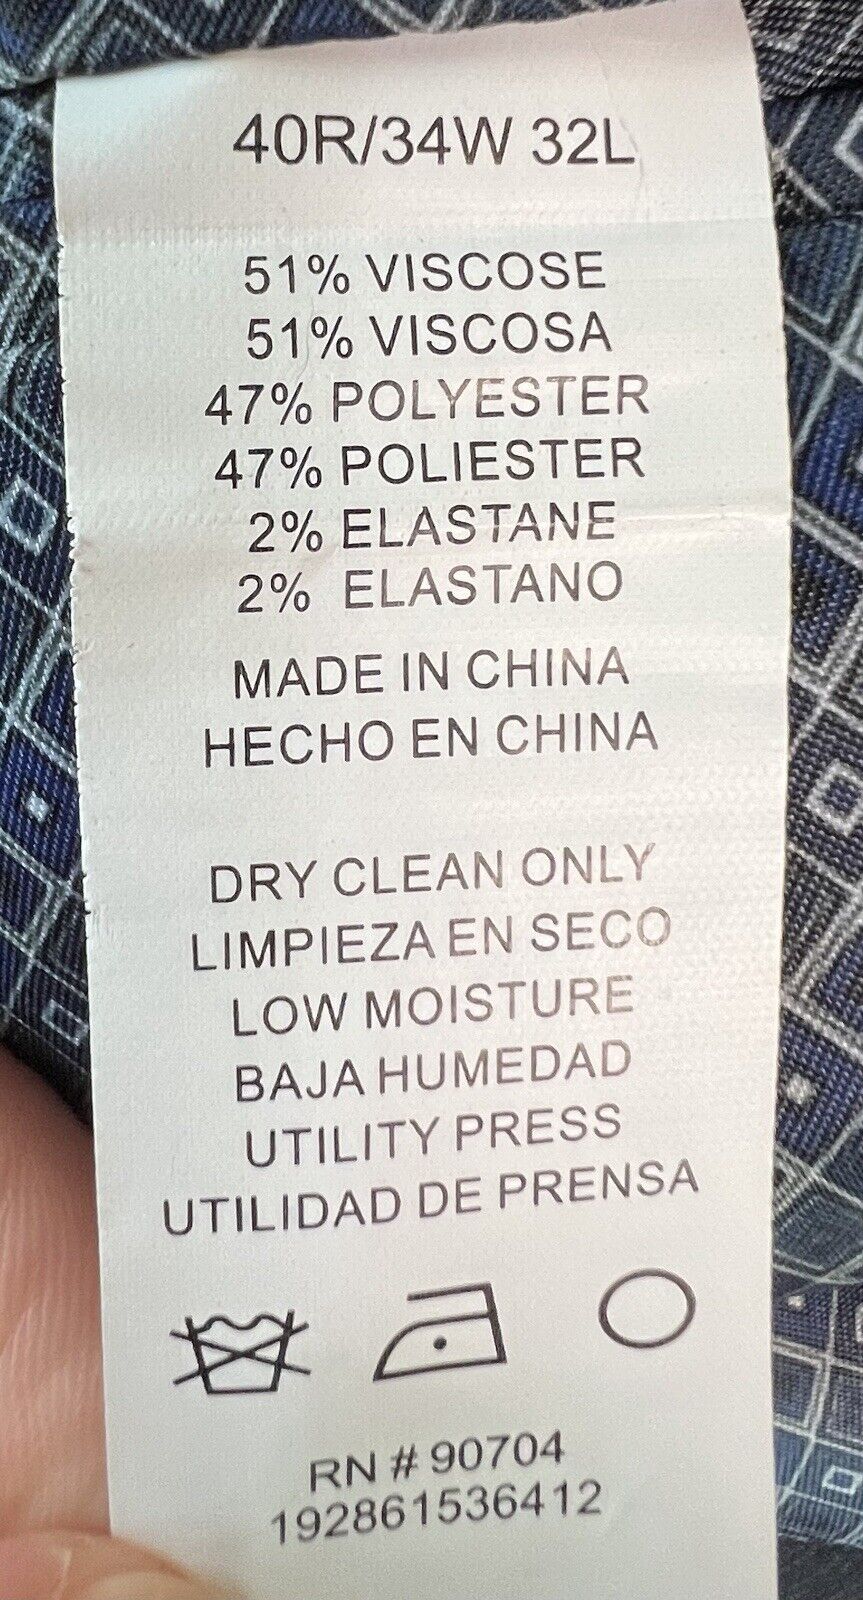 40R/34W 32L
51% VISCOSE
51% VISCOSA
47% POLYESTER
47% POLIESTER
2% ELASTANE
2% ELASTANO
MADE IN CHINA
HECHO EN CHINA
DRY CLEAN ONLY
LIMPIEZA EN SECO
LOW MOISTURE
BAJA HUMEDAD
UTILITY PRESS
UTILIDAD DE PRENSA
RN # 90704
192861536412